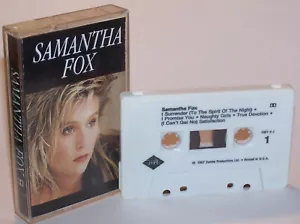 SAMANTHA
FOX
SAMANTHA FOX
Samantha Fox
I Surrender (To The Spirit Of The Night) •
I Promise You • Naughty Girls • True Devotion •
(I Can't Get No) Satisfaction
1